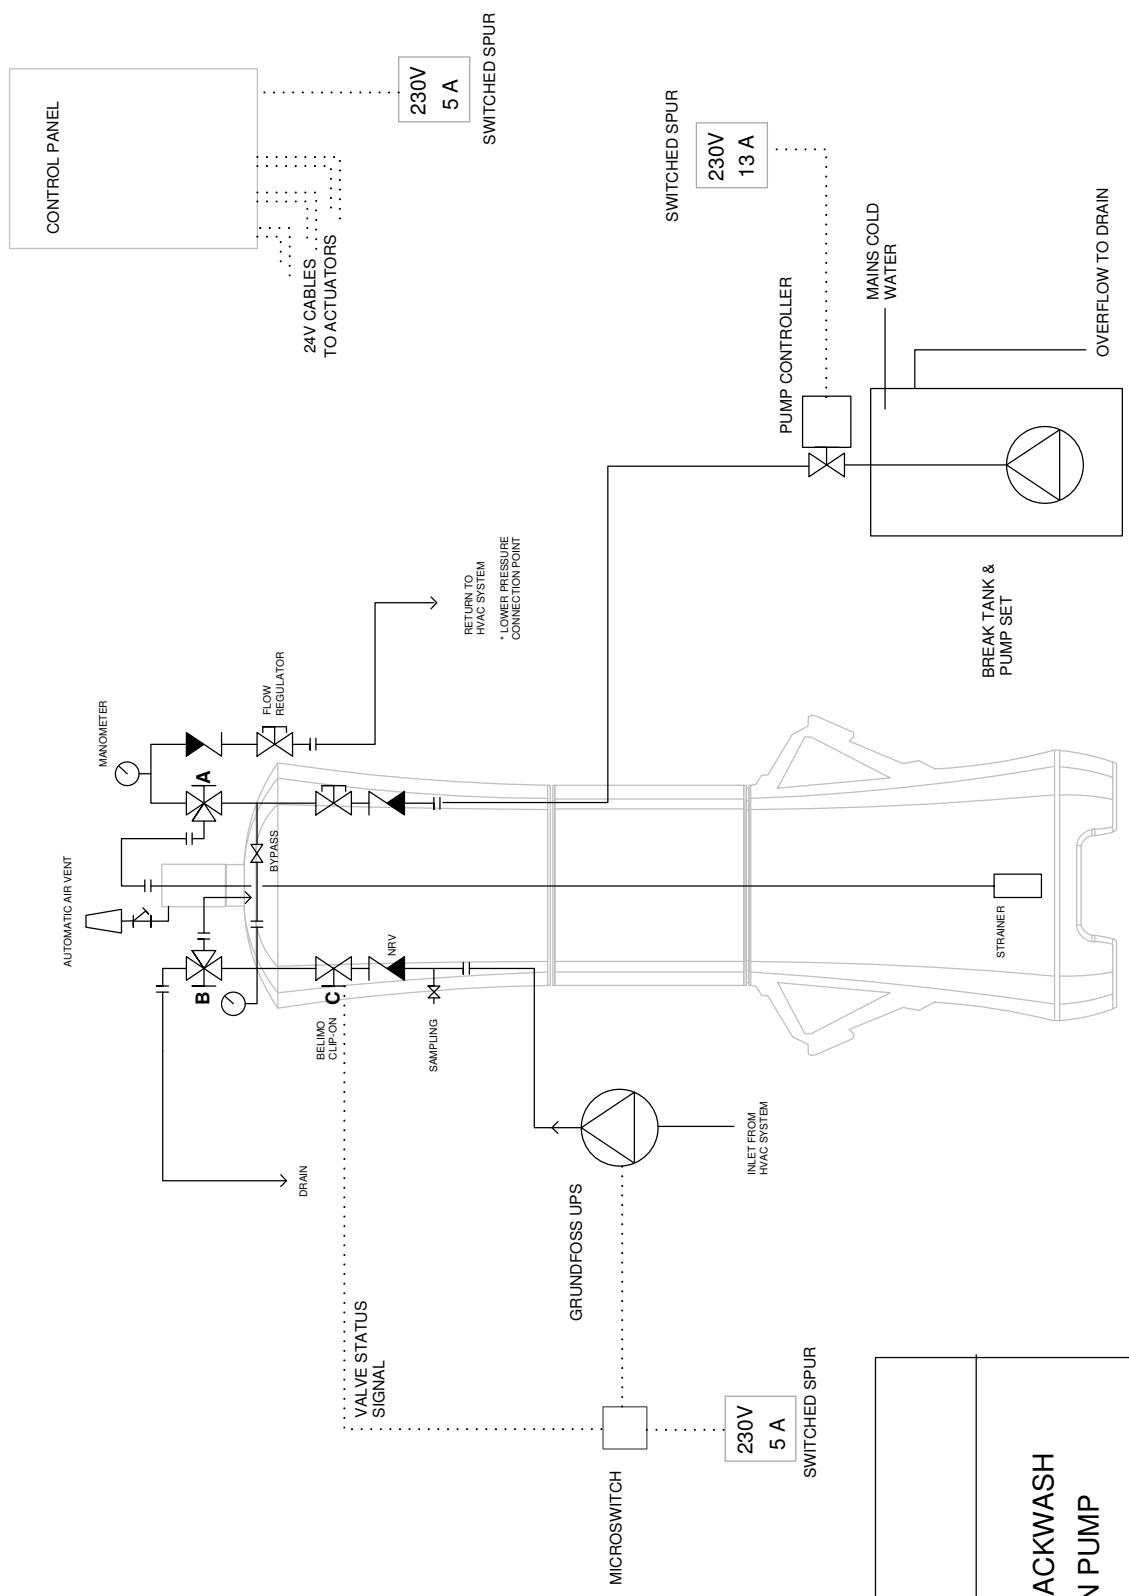 CONTROL PANEL
230V
5 A
SWITCHED SPUR
24V CABLES
TO ACTUATORS
SWITCHED SPUR
230V
13 A
PUMP CONTROLLER
MAINS COLD
WATER
OVERFLOW TO DRAIN
BREAK TANK &
PUMP SET
RETURN TO
HVAC SYSTEM
* LOWER PRESSURE
CONNECTION POINT
MANOMETER
FLOW
REGULATOR
A
AUTOMATIC AIR VENT
BYPASS
B
C
BELIMO
CLIP-ON
NRV
SAMPLING
STRAINER
DRAIN
INLET FROM
HVAC SYSTEM
GRUNDFOSS UPS
VALVE STATUS
SIGNAL
MICROSWITCH
230V
5 A
SWITCHED SPUR
ACKWASH
N PUMP